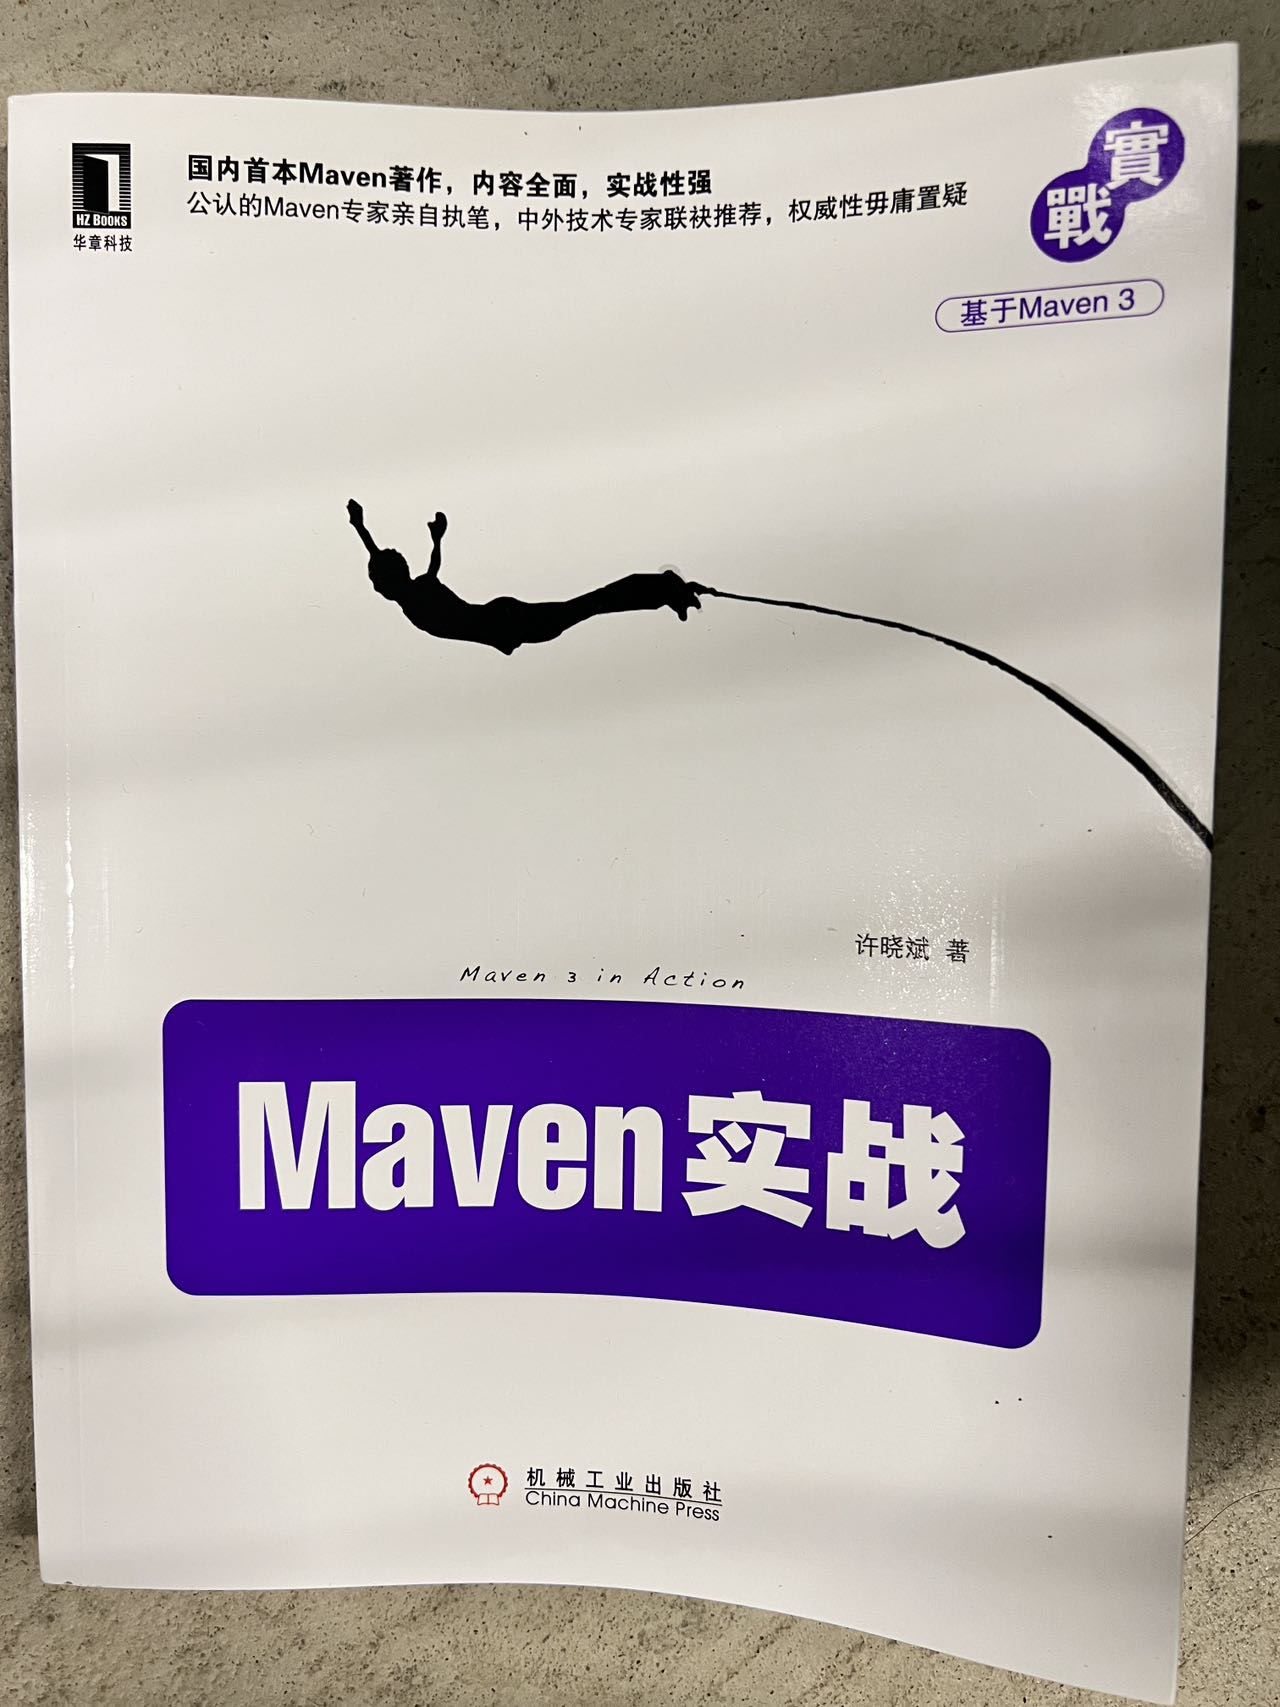 HZ BOOKS
华章科技
国内首本Maven著作，内容全面，实战性强
公认的Maven专家亲自执笔，中外技术专家联袂推荐，权威性毋庸置疑
實
戰
基于Maven 3
许晓斌 著
Maven 3 in Action
Maven实战
机械工业出版社
China Machine Press